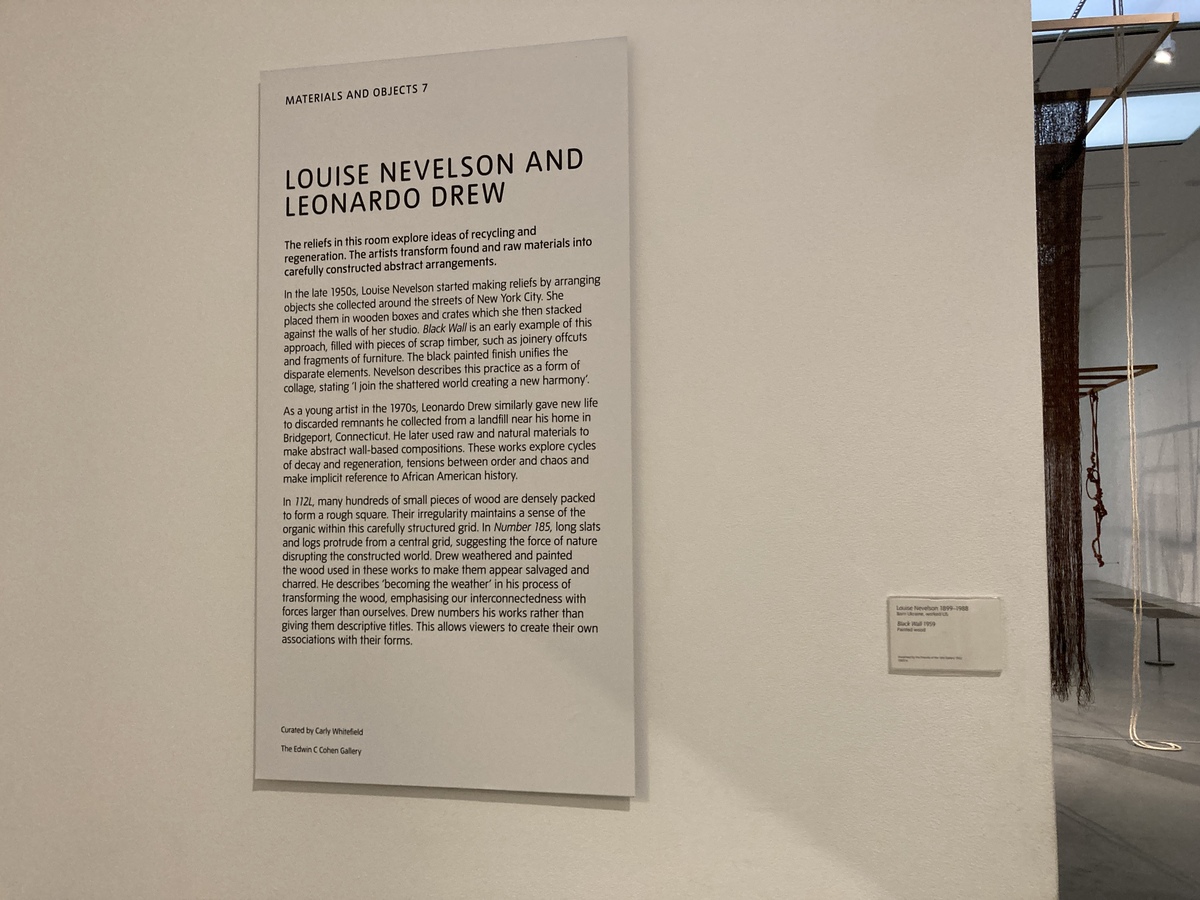 MATERIALS AND OBJECTS 7
LOUISE NEVELSON AND
LEONARDO DREW
The reliefs in this room explore ideas of recycling and
regeneration. The artists transform found and raw materials into
carefully constructed abstract arrangements.
In the late 1950s, Louise Nevelson started making reliefs by arranging
objects she collected around the streets of New York City. She
placed them in wooden boxes and crates which she then stacked
against the walls of her studio. Black Wall is an early example of this
approach, filled with pieces of scrap timber, such as joinery offcuts
and fragments of furniture. The black painted finish unifies the
disparate elements. Nevelson describes this practice as a form of
collage, stating ‘I join the shattered world creating a new harmony’.
As a young artist in the 1970s, Leonardo Drew similarly gave new life
to discarded remnants he collected from a landfill near his home in
Bridgeport, Connecticut. He later used raw and natural materials to
make abstract wall-based compositions. These works explore cycles
of decay and regeneration, tensions between order and chaos and
make implicit reference to African American history.
In 112L, many hundreds of small pieces of wood are densely packed
to form a rough square. Their irregularity maintains a sense of the
organic within this carefully structured grid. In Number 185, long slats
and logs protrude from a central grid, suggesting the force of nature
disrupting the constructed world. Drew weathered and painted
the wood used in these works to make them appear salvaged and
charred. He describes ‘becoming the weather’ in his process of
transforming the wood, emphasising our interconnectedness with
forces larger than ourselves. Drew numbers his works rather than
giving them descriptive titles. This allows viewers to create their own
associations with their forms.
Curated by Carly Whitefield
The Edwin C Cohen Gallery
Louise Nevelson 1899–1988
Born Ukraine, worked US
Black Wall 1959
Painted wood